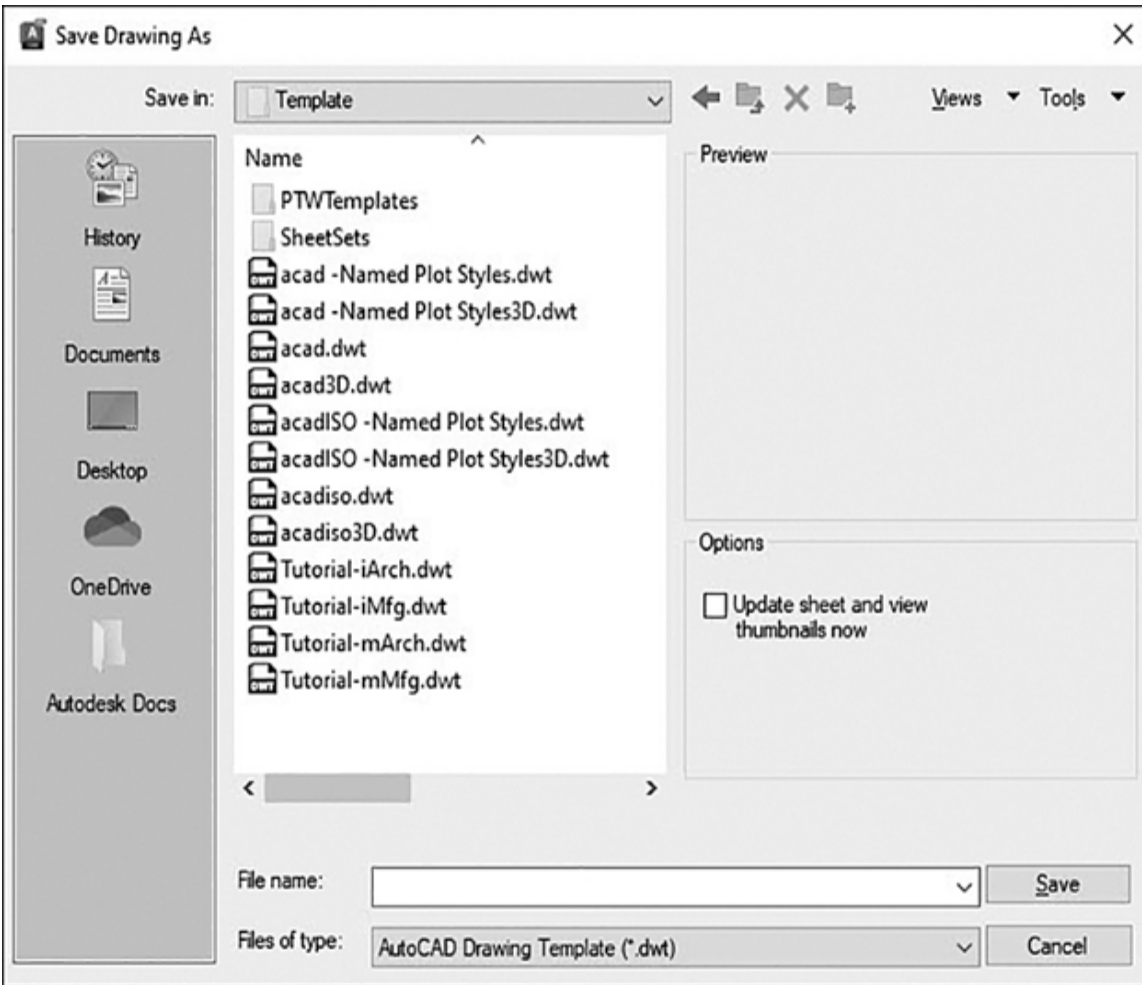 Save Drawing As
Save in:
Template
Views
Tools
History
Documents
Desktop
OneDrive
Autodesk Docs
Name
PTWTemplates
SheetSets
acad -Named Plot Styles.dwt
acad -Named Plot Styles3D.dwt
acad.dwt
acad3D.dwt
acadISO -Named Plot Styles.dwt
acadISO -Named Plot Styles3D.dwt
acadiso.dwt
acadiso3D.dwt
Tutorial-iArch.dwt
Tutorial-iMfg.dwt
Tutorial-mArch.dwt
Tutorial-mMfg.dwt
Preview
Options
Update sheet and view
thumbnails now
File name:
Save
Files of type:
AutoCAD Drawing Template (*.dwt)
Cancel